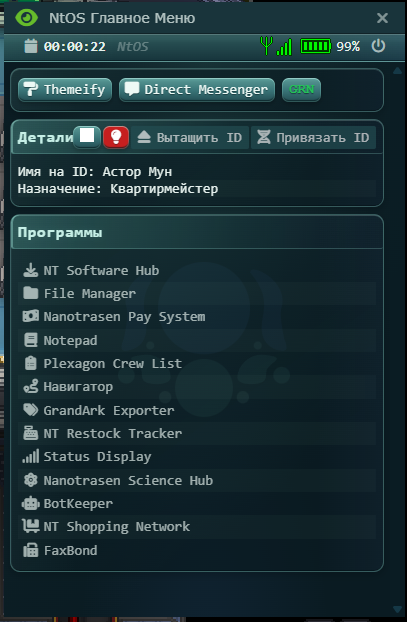 NtOS Главное Меню
00:00:22 NtOS 99%
Themeify Direct Messenger GRN
Детали Вытащить ID Привязать ID
Имя на ID: Астор Мун
Назначение: Квартирмейстер
Программы
NT Software Hub
File Manager
Nanotrasen Pay System
Notepad
Plexagon Crew List
Навигатор
GrandArk Exporter
NT Restock Tracker
Status Display
Nanotrasen Science Hub
BotKeeper
NT Shopping Network
FaxBond